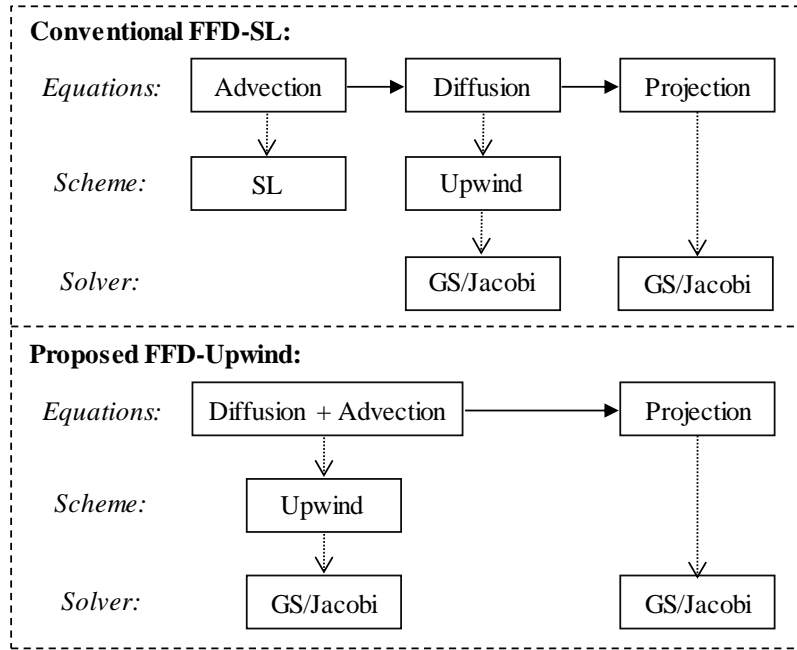 Conventional FFD-SL:
Equations: Advection Diffusion Projection
Scheme: SL Upwind
Solver: GS/Jacobi GS/Jacobi
Proposed FFD-Upwind:
Equations: Diffusion + Advection Projection
Scheme: Upwind
Solver: GS/Jacobi GS/Jacobi